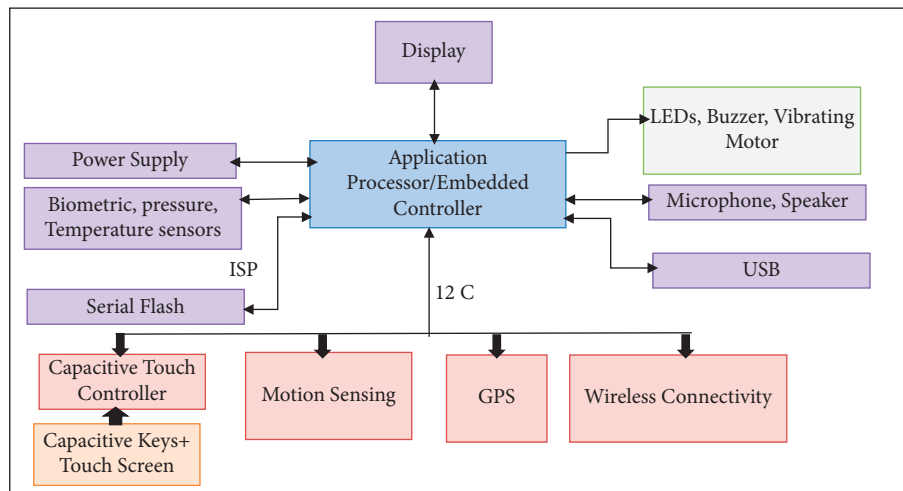 Display
LEDs, Buzzer, Vibrating
Motor
Power Supply
Application
Processor/Embedded
Controller
Biometric, pressure,
Temperature sensors
Microphone, Speaker
ISP
USB
Serial Flash
12 C
Capacitive Touch
Controller
Motion Sensing
GPS
Wireless Connectivity
Capacitive Keys+
Touch Screen